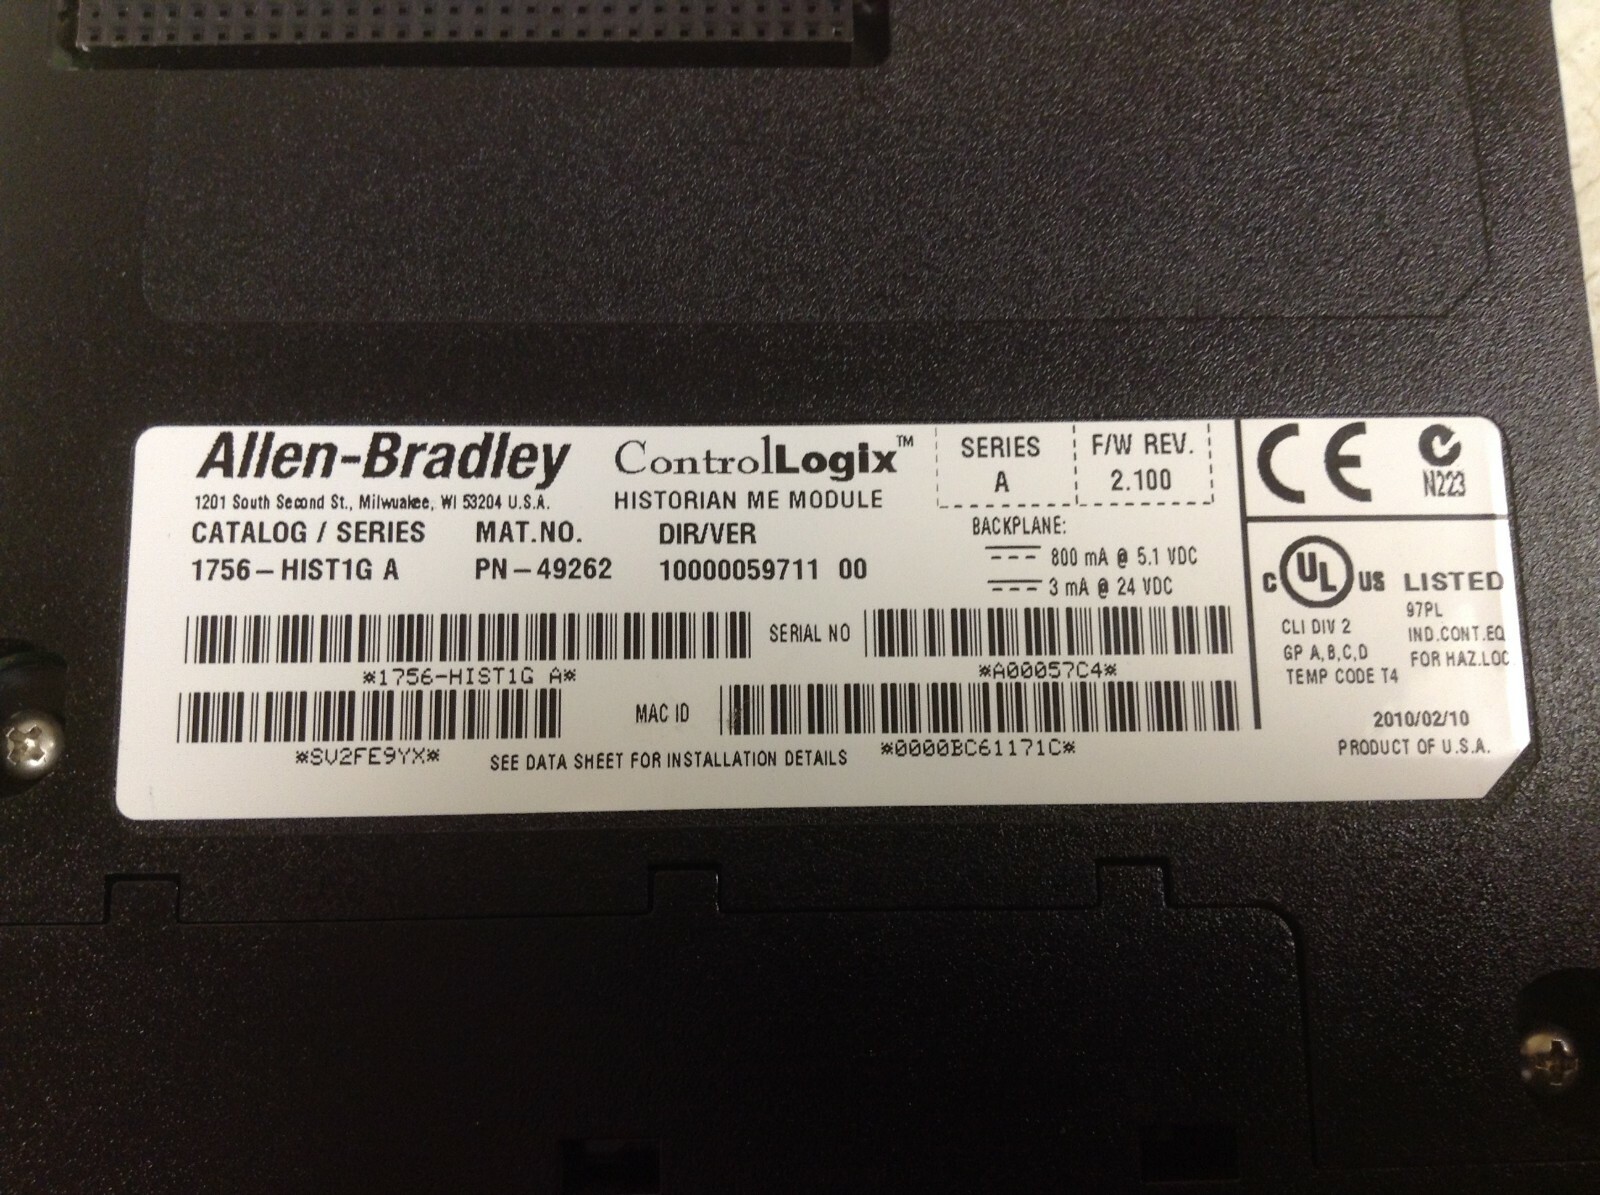 Allen-Bradley
1201 South Second St., Milwaukee, WI 53204 U.S.A.
ControlLogix™
HISTORIAN ME MODULE
SERIES
A
F/W REV.
2.100
CATALOG / SERIES
1756-HIST1G A
MAT.NO.
PN-49262
DIR/VER
10000059711 00
BACKPLANE:
800 mA @ 5.1 VDC
3 mA @ 24 VDC
*1756-HIST1G A*
SERIAL NO
*A00057C4*
*SV2FE9YX*
MAC ID
*0000BC61171C*
SEE DATA SHEET FOR INSTALLATION DETAILS
CE
N223
C UL US LISTED
97PL
IND.CONT.EQ
FOR HAZ.LOC
CLI DIV 2
GP A,B,C,D
TEMP CODE T4
2010/02/10
PRODUCT OF U.S.A.